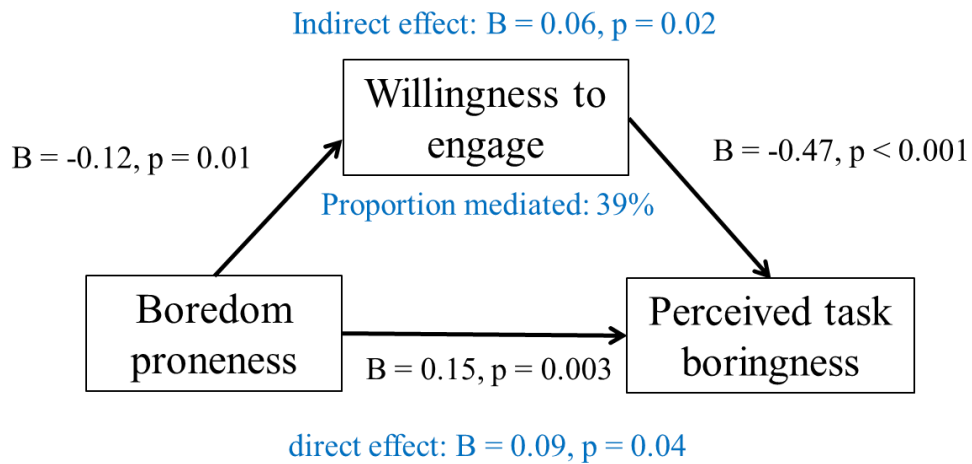 Indirect effect: B = 0.06, p = 0.02
Willingness to
engage
B = -0.12, p = 0.01
B = -0.47, p < 0.001
Proportion mediated: 39%
Boredom
proneness
Perceived task
boringness
B = 0.15, p = 0.003
direct effect: B = 0.09, p = 0.04